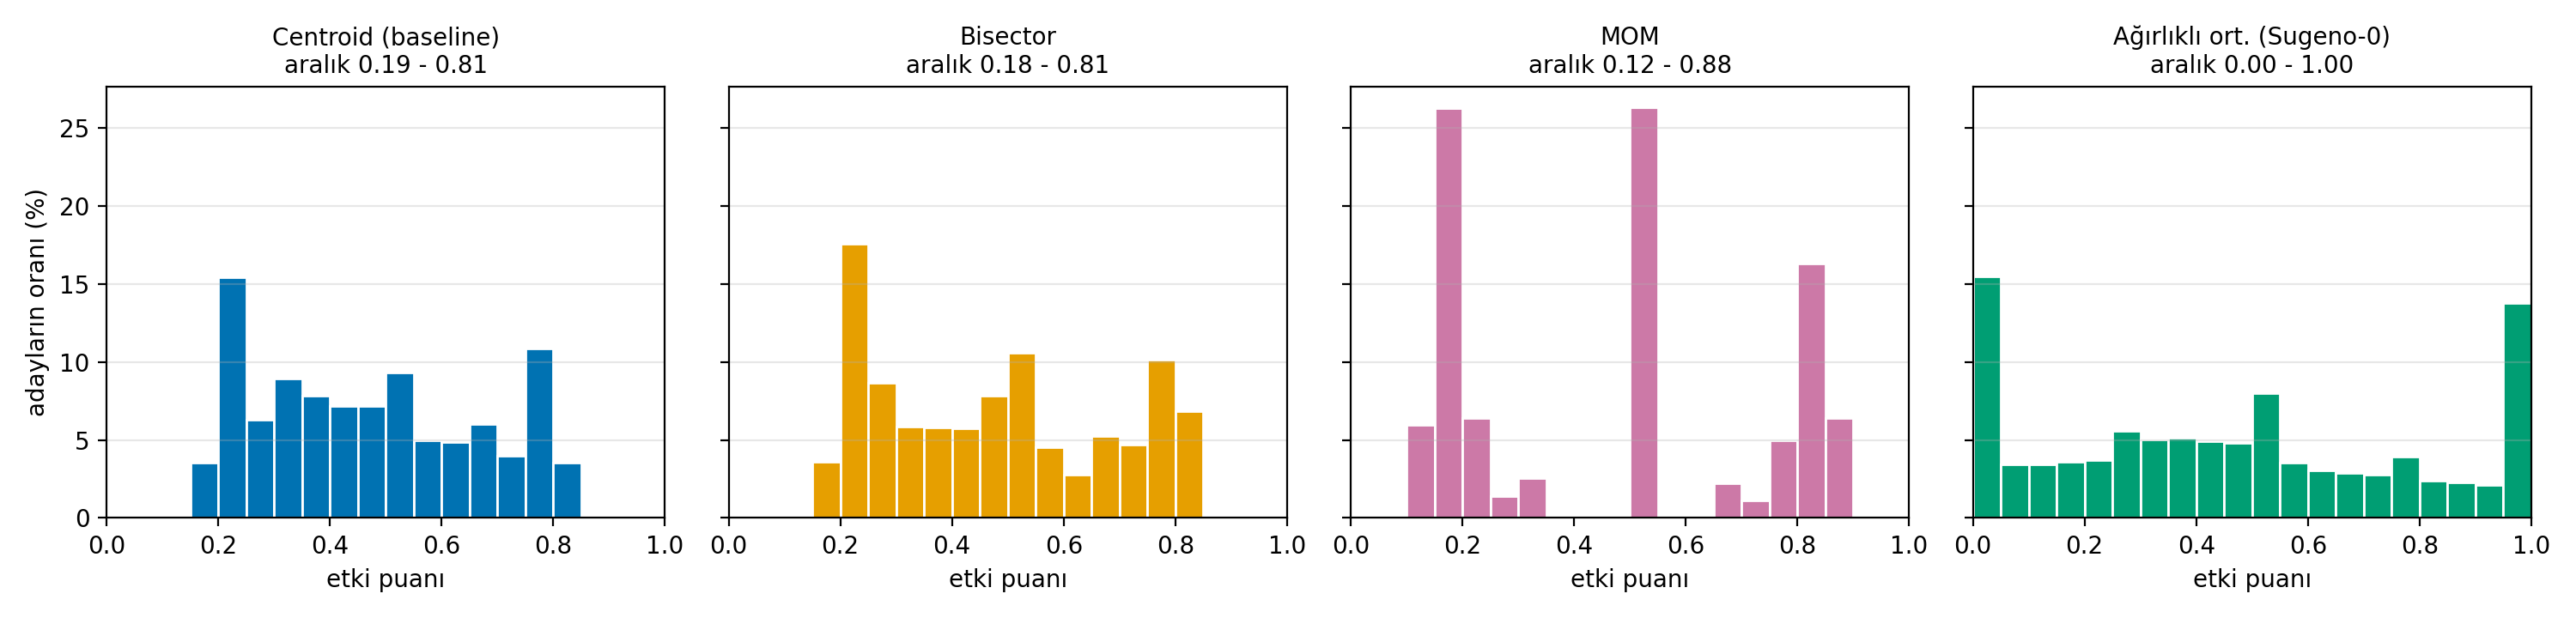 Centroid (baseline)
aralık 0.19 - 0.81
Bisector
aralık 0.18 - 0.81
MOM
aralık 0.12 - 0.88
Ağırlıklı ort. (Sugeno-0)
aralık 0.00 - 1.00
adayların oranı (%)
25
20
15
10
5
0
0.0 0.2 0.4 0.6 0.8 1.0
0.0 0.2 0.4 0.6 0.8 1.0
0.0 0.2 0.4 0.6 0.8 1.0
0.0 0.2 0.4 0.6 0.8 1.0
etki puanı
etki puanı
etki puanı
etki puanı